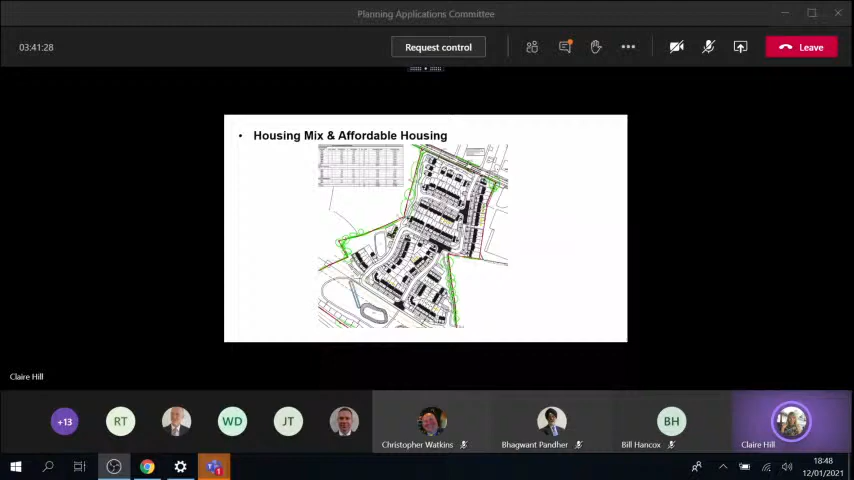 Planning Applications Committee
03:41:28
Request control
Leave
• Housing Mix & Affordable Housing
Claire Hill
+13
RT
WD
JT
BH
Christopher Watkins
Bhagwant Pandher
Bill Hancox
Claire Hill
18:48
12/01/2021